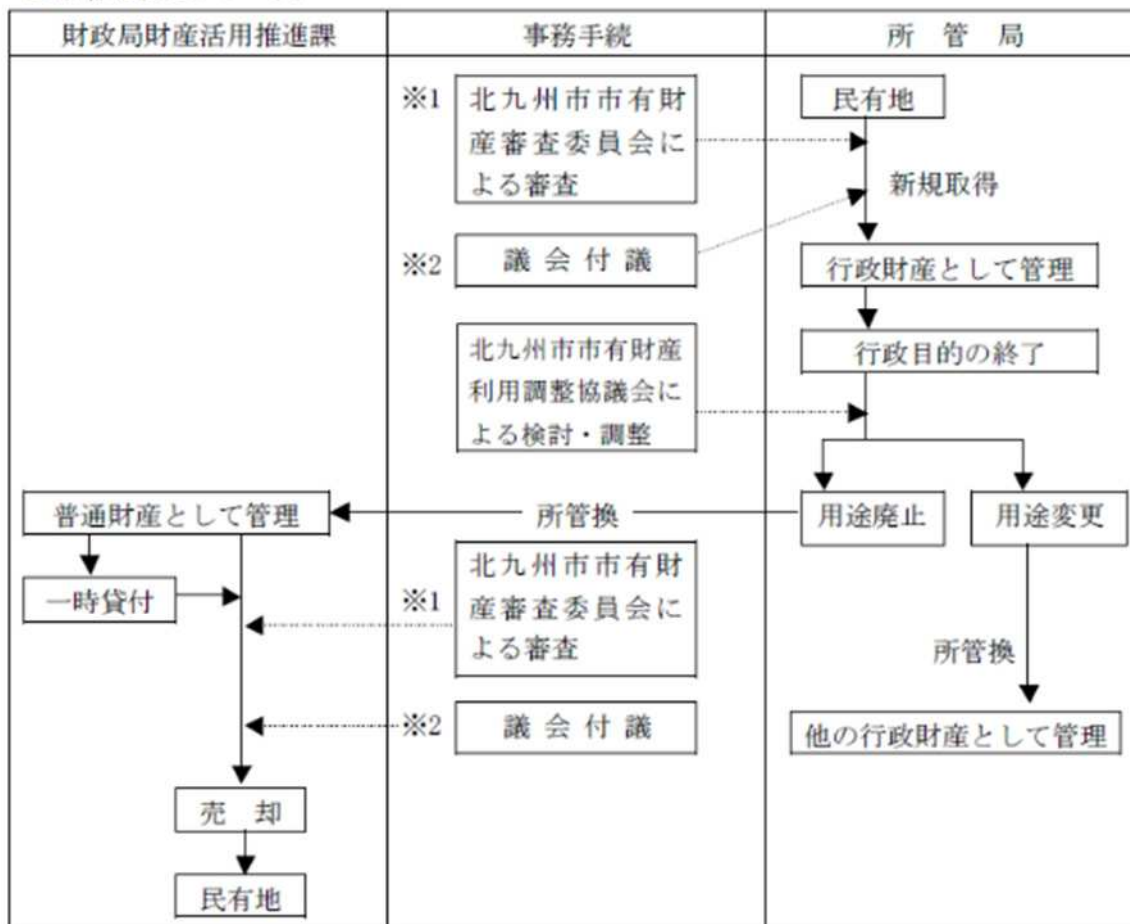 財政局財産活用推進課
事務手続
所管局
※1
北九州市市有財
産審査委員会に
よる審査
民有地
新規取得
※2
議会付議
行政財産として管理
北九州市市有財産
利用調整協議会に
よる検討・調整
行政目的の終了
普通財産として管理
所管換
用途廃止
用途変更
一時貸付
※1
北九州市市有財
産審査委員会に
よる審査
所管換
※2
議会付議
他の行政財産として管理
売却
民有地